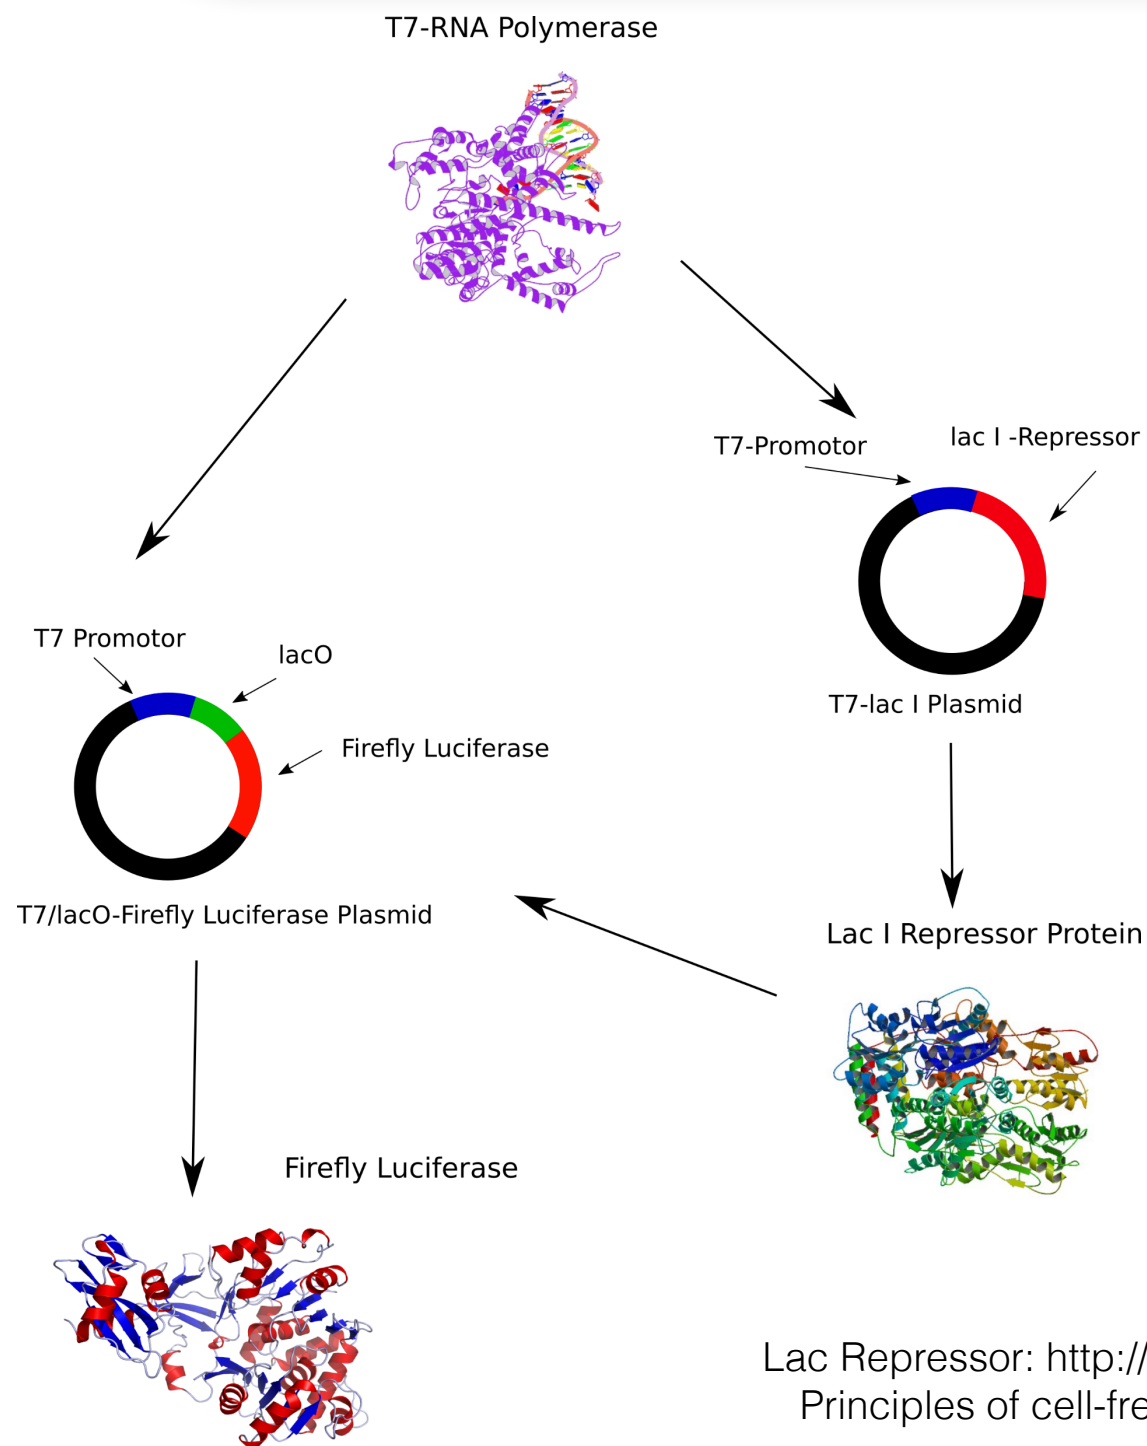 T7-RNA Polymerase
T7-Promotor
lac I -Repressor
T7 Promotor
lacO
Firefly Luciferase
T7-lac I Plasmid
T7/lacO-Firefly Luciferase Plasmid
Lac I Repressor Protein
Firefly Luciferase
Lac Repressor: http://
Principles of cell-fre